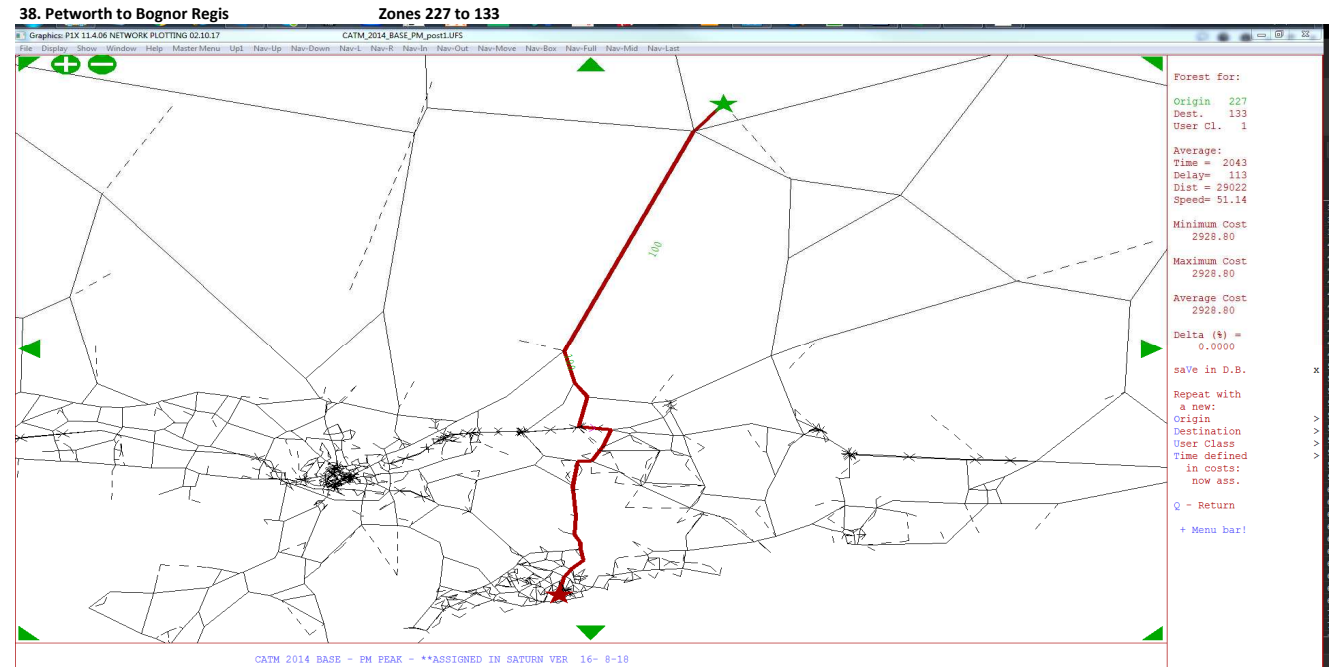 38. Petworth to Bognor Regis Zones 227 to 133
Graphics: P1X 11.4.06 NETWORK PLOTTING 02.10.17 CATM_2014_BASE_PM_post1.UFS
File Display Show Window Help Master Menu Up1 Nav-Up Nav-Down Nav-L Nav-R Nav-In Nav-Out Nav-Move Nav-Box Nav-Full Nav-Mid Nav-Last
Forest for:
Origin 227
Dest. 133
User Cl. 1
Average:
Time = 2043
Delay= 113
Dist = 29022
Speed= 51.14
Minimum Cost
2928.80
Maximum Cost
2928.80
Average Cost
2928.80
Delta (%) =
0.0000
saVe in D.B. x
Repeat with
a new:
Origin >
Destination >
User Class >
Time defined >
in costs:
now ass.
Q - Return
+ Menu bar!
100
100
CATM 2014 BASE - PM PEAK - **ASSIGNED IN SATURN VER 16- 8-18